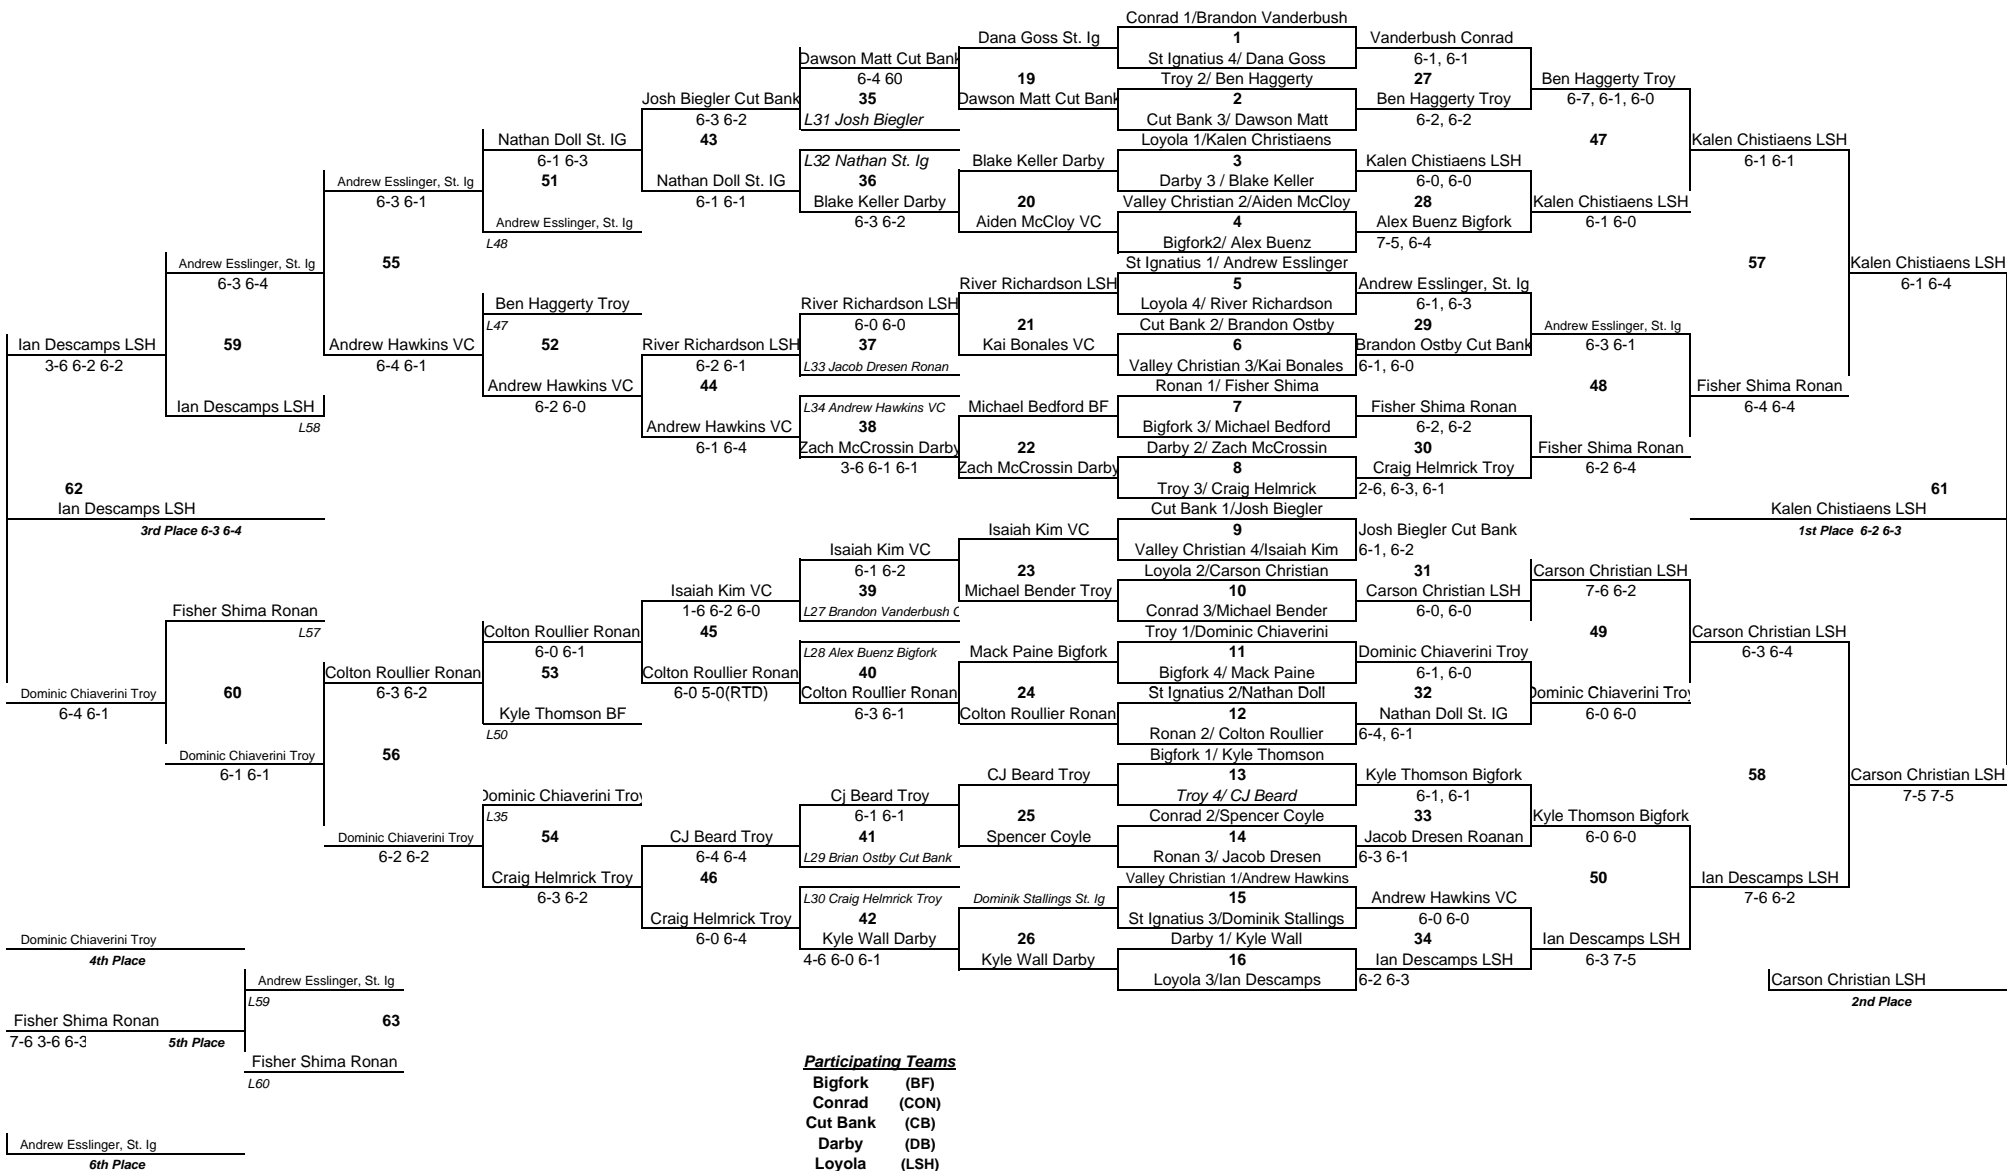 Conrad 1/Brandon Vanderbush
Dana Goss St. Ig
1
Vanderbush Conrad
Dawson Matt Cut Bank
St Ignatius 4/ Dana Goss
6-1, 6-1
6-4 60
19
Troy 2/ Ben Haggerty
27
Ben Haggerty Troy
Josh Biegler Cut Bank
35
Dawson Matt Cut Bank
2
Ben Haggerty Troy
6-7, 6-1, 6-0
6-3 6-2
L31 Josh Biegler
Cut Bank 3/ Dawson Matt
6-2, 6-2
Nathan Doll St. IG
43
Loyola 1/Kalen Christiaens
47
Kalen Chistiaens LSH
6-1 6-3
L32 Nathan St. Ig
Blake Keller Darby
3
Kalen Chistiaens LSH
6-1 6-1
Andrew Esslinger, St. Ig
51
Nathan Doll St. IG
36
Darby 3 / Blake Keller
6-0, 6-0
6-3 6-1
6-1 6-1
Blake Keller Darby
20
Valley Christian 2/Aiden McCloy
28
Kalen Chistiaens LSH
Andrew Esslinger, St. Ig
6-3 6-2
Aiden McCloy VC
4
Alex Buenz Bigfork
6-1 6-0
L48
Bigfork2/ Alex Buenz
7-5, 6-4
Andrew Esslinger, St. Ig
55
St Ignatius 1/ Andrew Esslinger
57
Kalen Chistiaens LSH
6-3 6-4
River Richardson LSH
5
Andrew Esslinger, St. Ig
6-1 6-4
Ben Haggerty Troy
River Richardson LSH
Loyola 4/ River Richardson
6-1, 6-3
L47
6-0 6-0
21
Cut Bank 2/ Brandon Ostby
29
Andrew Esslinger, St. Ig
Ian Descamps LSH
59
Andrew Hawkins VC
52
River Richardson LSH
37
Kai Bonales VC
6
Brandon Ostby Cut Bank
6-3 6-1
3-6 6-2 6-2
6-4 6-1
6-2 6-1
L33 Jacob Dresen Ronan
Valley Christian 3/Kai Bonales
6-1, 6-0
Andrew Hawkins VC
44
Ronan 1/ Fisher Shima
48
Fisher Shima Ronan
Ian Descamps LSH
6-2 6-0
L34 Andrew Hawkins VC
Michael Bedford BF
7
Fisher Shima Ronan
6-4 6-4
L58
Andrew Hawkins VC
38
Bigfork 3/ Michael Bedford
6-2, 6-2
6-1 6-4
Zach McCrossin Darby
22
Darby 2/ Zach McCrossin
30
Fisher Shima Ronan
3-6 6-1 6-1
Zach McCrossin Darby
8
Craig Helmrick Troy
6-2 6-4
62
Troy 3/ Craig Helmrick
2-6, 6-3, 6-1
61
Ian Descamps LSH
Cut Bank 1/Josh Biegler
Kalen Chistiaens LSH
3rd Place 6-3 6-4
Isaiah Kim VC
9
Josh Biegler Cut Bank
1st Place 6-2 6-3
Isaiah Kim VC
Valley Christian 4/Isaiah Kim
6-1, 6-2
6-1 6-2
23
Loyola 2/Carson Christian
31
Carson Christian LSH
Isaiah Kim VC
39
Michael Bender Troy
10
Carson Christian LSH
7-6 6-2
Fisher Shima Ronan
1-6 6-2 6-0
L27 Brandon Vanderbush
Conrad 3/Michael Bender
6-0, 6-0
L57
Colton Roullier Ronan
45
Troy 1/Dominic Chiaverini
49
Carson Christian LSH
6-0 6-1
L28 Alex Buenz Bigfork
Mack Paine Bigfork
11
Dominic Chiaverini Troy
6-3 6-4
Colton Roullier Ronan
53
Colton Roullier Ronan
40
Bigfork 4/ Mack Paine
6-1, 6-0
Dominic Chiaverini Troy
60
6-3 6-2
6-0 5-0(RTD)
Colton Roullier Ronan
24
St Ignatius 2/Nathan Doll
32
Dominic Chiaverini Troy
6-4 6-1
Kyle Thomson BF
6-3 6-1
Colton Roullier Ronan
12
Nathan Doll St. IG
6-0 6-0
L50
Ronan 2/ Colton Roullier
6-4, 6-1
Dominic Chiaverini Troy
56
Bigfork 1/ Kyle Thomson
6-1 6-1
CJ Beard Troy
13
Kyle Thomson Bigfork
58
Carson Christian LSH
Dominic Chiaverini Troy
Cj Beard Troy
Troy 4/ CJ Beard
6-1, 6-1
7-5 7-5
L35
6-1 6-1
25
Conrad 2/Spencer Coyle
33
Kyle Thomson Bigfork
Dominic Chiaverini Troy
54
CJ Beard Troy
41
Spencer Coyle
14
Jacob Dresen Roanan
6-0 6-0
6-2 6-2
6-4 6-4
L29 Brian Ostby Cut Bank
Ronan 3/ Jacob Dresen
6-3 6-1
Craig Helmrick Troy
46
Valley Christian 1/Andrew Hawkins
50
Ian Descamps LSH
6-3 6-2
L30 Craig Helmrick Troy
Dominik Stallings St. Ig
15
Andrew Hawkins VC
7-6 6-2
Craig Helmrick Troy
42
St Ignatius 3/Dominik Stallings
6-0 6-0
Dominic Chiaverini Troy
6-0 6-4
Kyle Wall Darby
26
Darby 1/ Kyle Wall
34
Ian Descamps LSH
4th Place
4-6 6-0 6-1
Kyle Wall Darby
16
Ian Descamps LSH
6-3 7-5
Andrew Esslinger, St. Ig
Loyola 3/Ian Descamps
6-2 6-3
Carson Christian LSH
L59
2nd Place
Fisher Shima Ronan
63
7-6 3-6 6-3
5th Place
Fisher Shima Ronan
Participating Teams
L60
Bigfork (BF)
Conrad (CON)
Cut Bank (CB)
Andrew Esslinger, St. Ig
Darby (DB)
6th Place
Loyola (LSH)